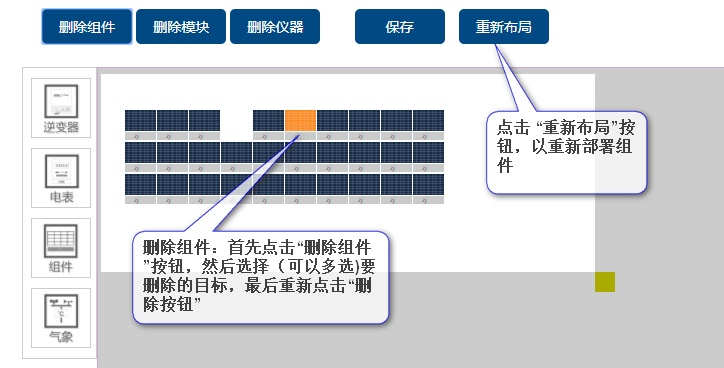 删除组件 删除模块 删除仪器 保存 重新布局
逆变器
电表
组件
气象
点击 “重新布局”按
钮，以重新部署组
件
删除组件：首先点击“删除组件
”按钮，然后选择（可以多选)要
删除的目标，最后重新点击“删
除按钮”